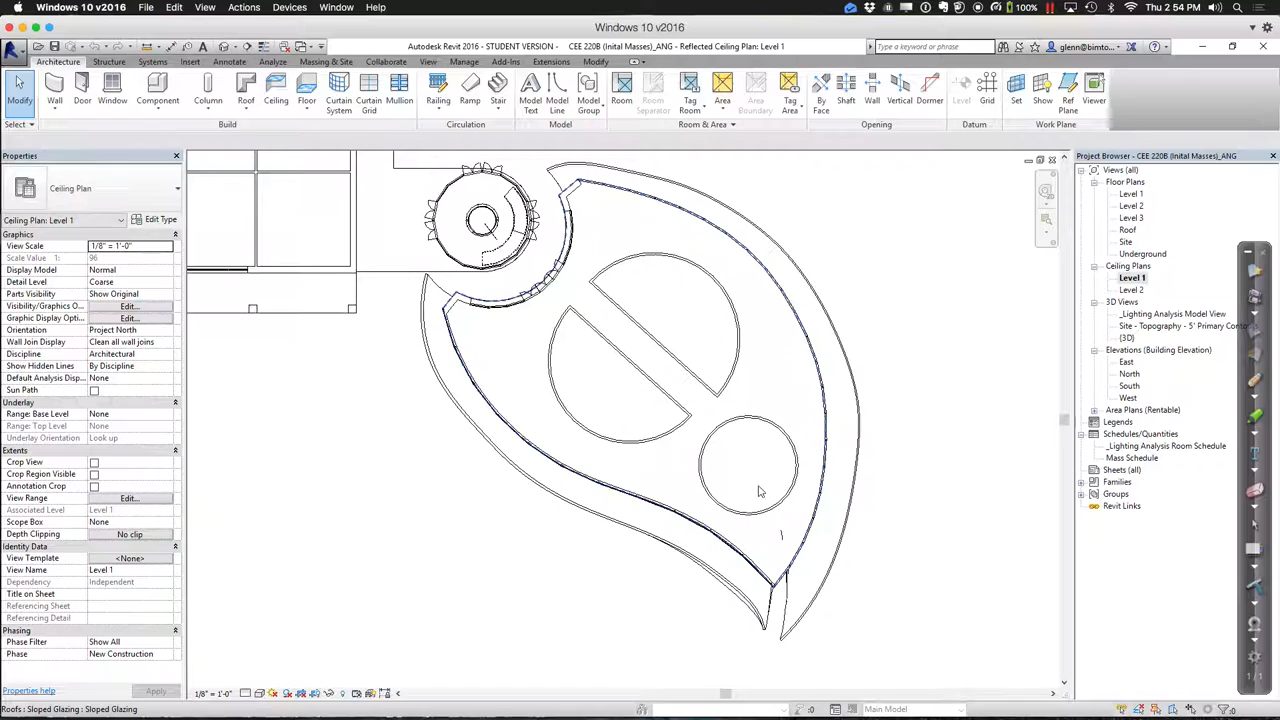 Windows 10 v2016 File Edit View Actions Devices Window Help 100% Thu 2:54 PM
Windows 10 v2016
Autodesk Revit 2016 - STUDENT VERSION - CEE 220B (Inital Masses)_ANG - Reflected Ceiling Plan: Level 1
Type a keyword or phrase
glenn@bimto...
Architecture Structure Systems Insert Annotate Analyze Massing & Site Collaborate View Manage Add-Ins Extensions Modify
Modify Wall Door Window Component Column Roof Ceiling Floor Curtain System Curtain Grid Mullion Railing Ramp Stair Model Text Model Line Model Group Room Room Separator Tag Room Area Area Boundary Tag Area By Face Shaft Wall Vertical Dormer Level Grid Set Show Ref Plane Viewer
Select Build Circulation Model Room & Area Opening Datum Work Plane
Properties
Ceiling Plan
Ceiling Plan: Level 1 Edit Type
Graphics
View Scale 1/8" = 1'-0"
Scale Value 1: 96
Display Model Normal
Detail Level Coarse
Parts Visibility Show Original
Visibility/Graphics O... Edit...
Graphic Display Opti... Edit...
Orientation Project North
Wall Join Display Clean all wall joins
Discipline Architectural
Show Hidden Lines By Discipline
Default Analysis Disp... None
Sun Path
Underlay
Range: Base Level None
Range: Top Level None
Underlay Orientation Look up
Extents
Crop View
Crop Region Visible
Annotation Crop
View Range Edit...
Associated Level Level 1
Scope Box None
Depth Clipping No clip
Identity Data
View Template <None>
View Name Level 1
Dependency Independent
Title on Sheet
Referencing Sheet
Referencing Detail
Phasing
Phase Filter Show All
Phase New Construction
Properties help Apply
Project Browser - CEE 220B (Inital Masses)_ANG
Views (all)
Floor Plans
Level 1
Level 2
Level 3
Roof
Site
Underground
Ceiling Plans
Level 1
Level 2
3D Views
_Lighting Analysis Model View
Site - Topography - 5' Primary Conto
{3D}
Elevations (Building Elevation)
East
North
South
West
Area Plans (Rentable)
Legends
Schedules/Quantities
_Lighting Analysis Room Schedule
Mass Schedule
Sheets (all)
Families
Groups
Revit Links
1 / 1
1/8" = 1'-0"
Roofs : Sloped Glazing : Sloped Glazing
:0
Main Model
:0